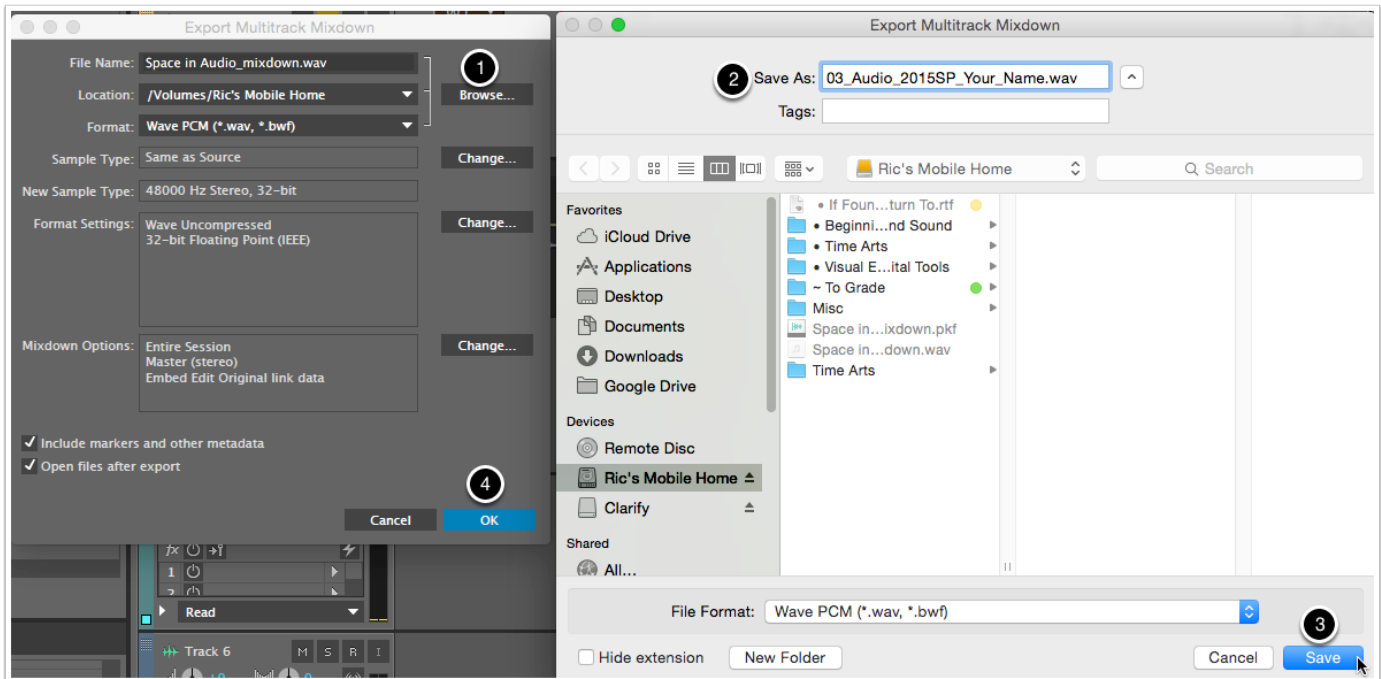 Export Multitrack Mixdown
File Name: Space in Audio_mixdown.wav
1
Location: /Volumes/Ric's Mobile Home Browse...
Format: Wave PCM (*.wav, *.bwf)
Sample Type: Same as Source Change...
New Sample Type: 48000 Hz Stereo, 32-bit
Format Settings: Wave Uncompressed Change...
32-bit Floating Point (IEEE)
Mixdown Options: Entire Session Change...
Master (stereo)
Embed Edit Original link data
Include markers and other metadata
Open files after export
4
Cancel OK
fx
1
2
Read
Track 6 M S R I
Export Multitrack Mixdown
2 Save As: 03_Audio_2015SP_Your_Name.wav
Tags:
Ric's Mobile Home Search
Favorites
iCloud Drive
Applications
Desktop
Documents
Downloads
Google Drive
Devices
Remote Disc
Ric's Mobile Home
Clarify
Shared
All...
• If Foun...turn To.rtf
• Beginni...nd Sound
• Time Arts
• Visual E...ital Tools
~ To Grade
Misc
Space in...ixdown.pkf
Space in...down.wav
Time Arts
File Format: Wave PCM (*.wav, *.bwf)
3
Hide extension New Folder Cancel Save